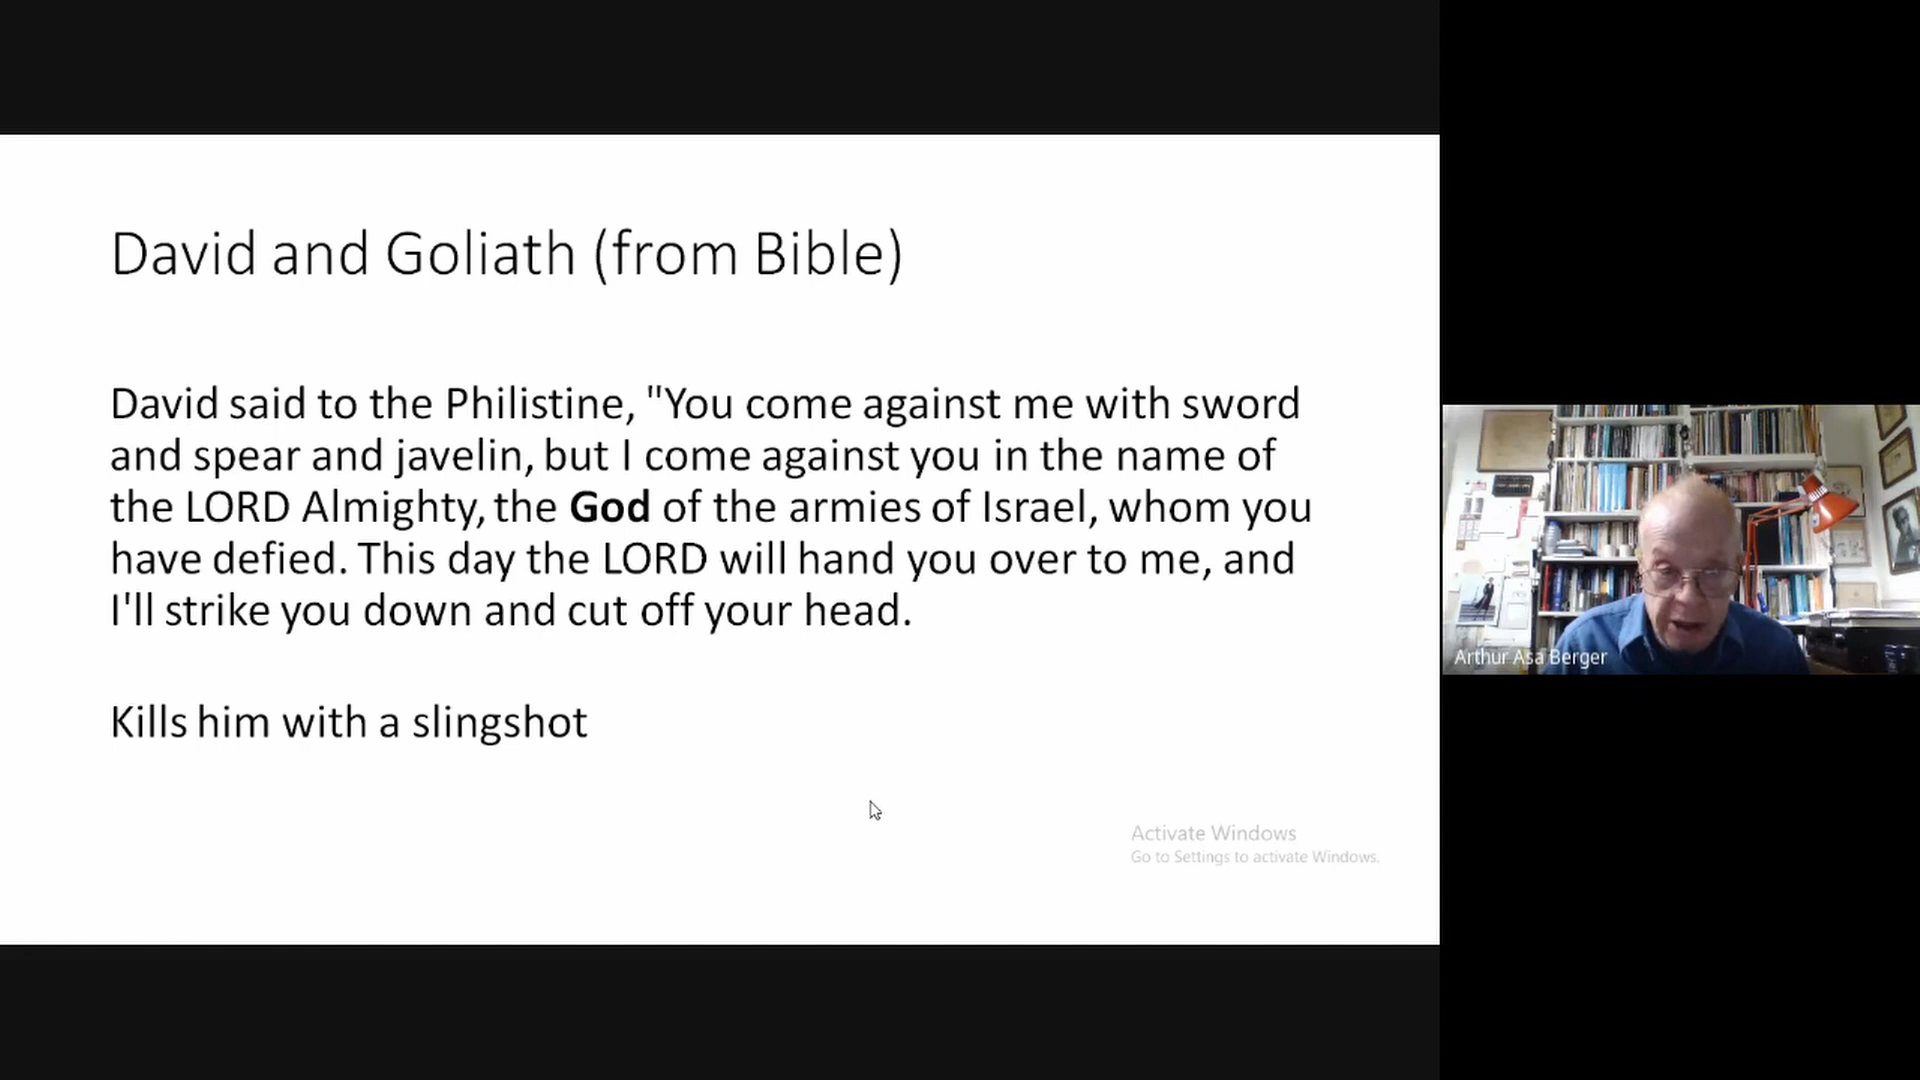 David and Goliath (from Bible)
David said to the Philistine, "You come against me with sword
and spear and javelin, but I come against you in the name of
the LORD Almighty, the God of the armies of Israel, whom you
have defied. This day the LORD will hand you over to me, and
I'll strike you down and cut off your head.
Kills him with a slingshot
Activate Windows
Go to Settings to activate Windows.
Arthur Asa Berger